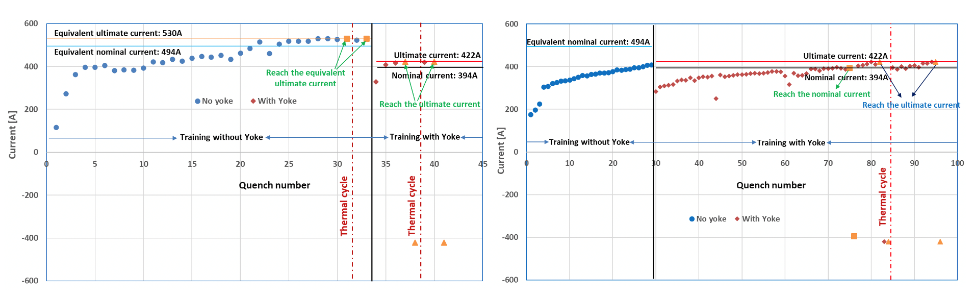 600
400
200
0
-200
-400
-600
Current [A]
Equivalent ultimate current: 530A
Equivalent nominal current: 494A
Reach the equivalent
ultimate current
Ultimate current: 422A
Nominal current: 394A
Reach the ultimate current
No yoke
With Yoke
Training without Yoke
Training with Yoke
0 5 10 15 20 25 30 35 40 45
Quench number
Thermal cycle
Thermal cycle
600
400
200
0
-200
-400
-600
Current [A]
Equivalent nominal current: 494A
Ultimate current: 422A
Nominal current: 394A
Reach the nominal current
Reach the ultimate current
Training without Yoke
Training with Yoke
0 10 20 30 40 50 60 70 80 90 100
Quench number
Thermal cycle
No yoke
With Yoke